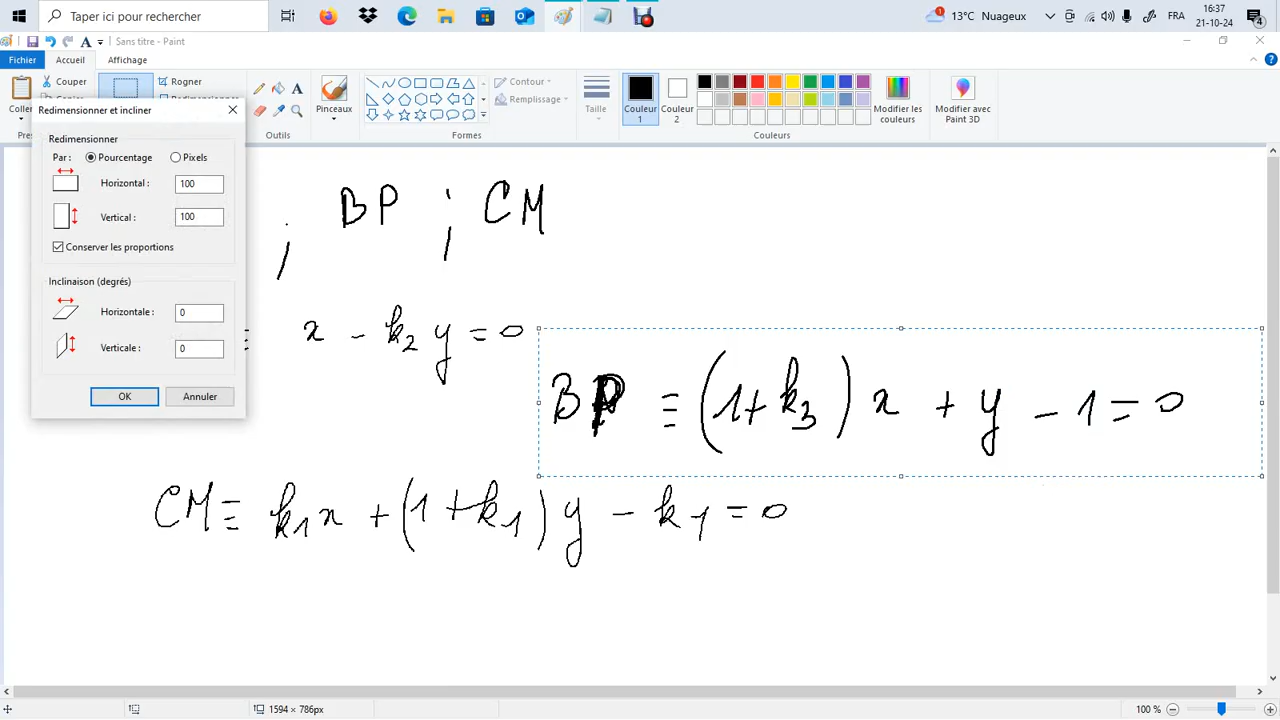 Taper ici pour rechercher
13°C Nuageux
FRA
16:37
21-10-24
4
Sans titre - Paint
Fichier
Accueil
Affichage
Coller
Couper
Rogner
Redimensionner
Outils
Pinceaux
Contour
Remplissage
Formes
Taille
Couleur 1
Couleur 2
Couleurs
Modifier les couleurs
Modifier avec Paint 3D
Redimensionner et incliner
Redimensionner
Par : Pourcentage Pixels
Horizontal : 100
Vertical : 100
Conserver les proportions
Inclinaison (degrés)
Horizontale : 0
Verticale : 0
OK Annuler
; BP ; CM
≡ x - k₂ y = 0
BP ≡ (1+k₃) x + y - 1 = 0
CM ≡ k₁x + (1+k₁) y - k₁ = 0
1594 × 786px
100 %